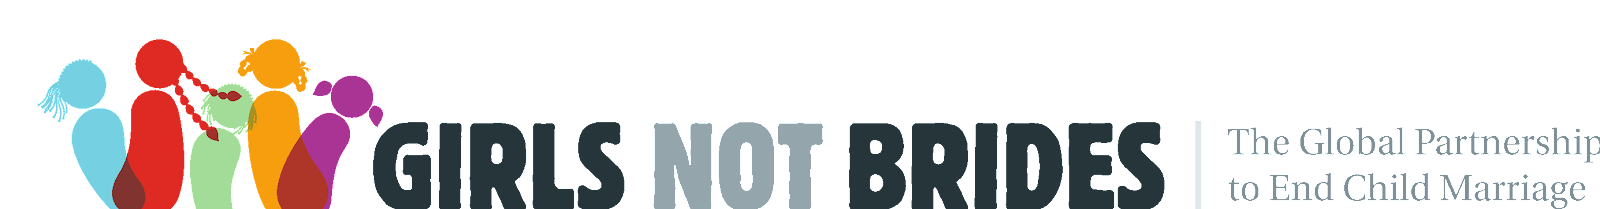 GIRLS NOT BRIDES
The Global Partnership
to End Child Marriage